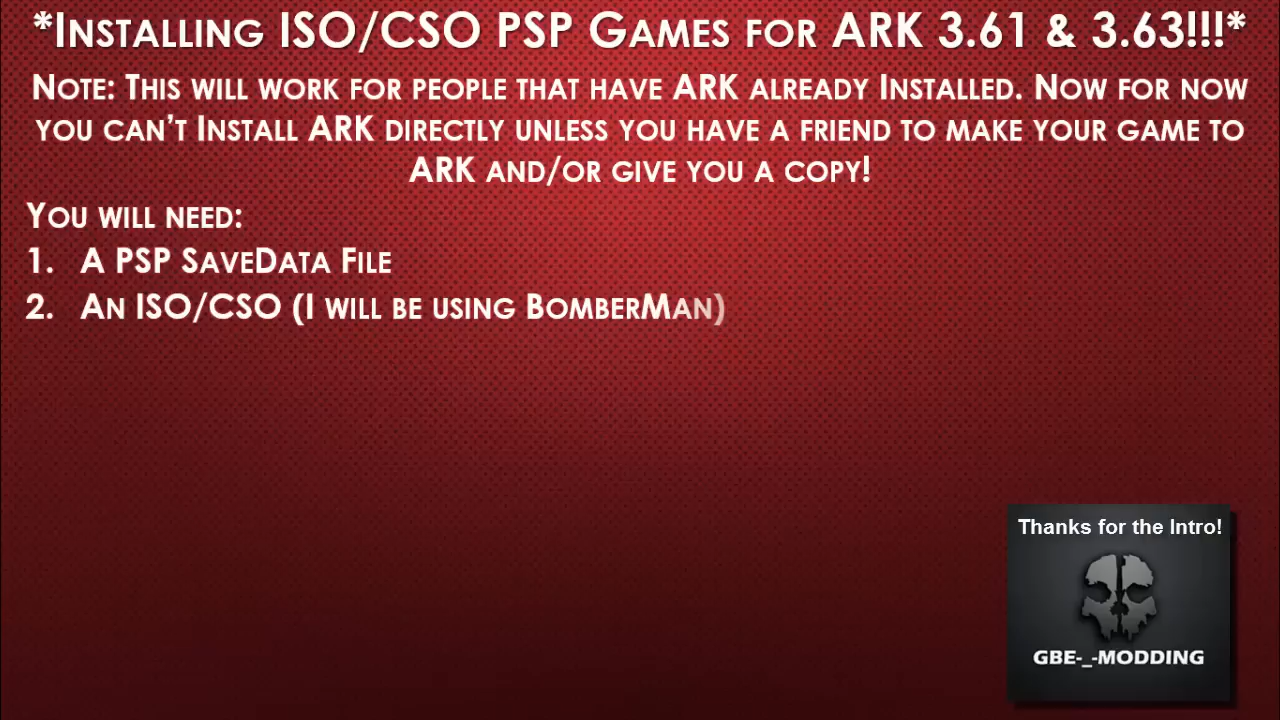 *Installing ISO/CSO PSP Games for ARK 3.61 & 3.63!!!*
Note: This will work for people that have ARK already Installed. Now for now
you can't Install ARK directly unless you have a friend to make your game to
ARK and/or give you a copy!
You will need:
1. A PSP SaveData File
2. An ISO/CSO (I will be using BomberMan)
Thanks for the Intro!
GBE-_-MODDING